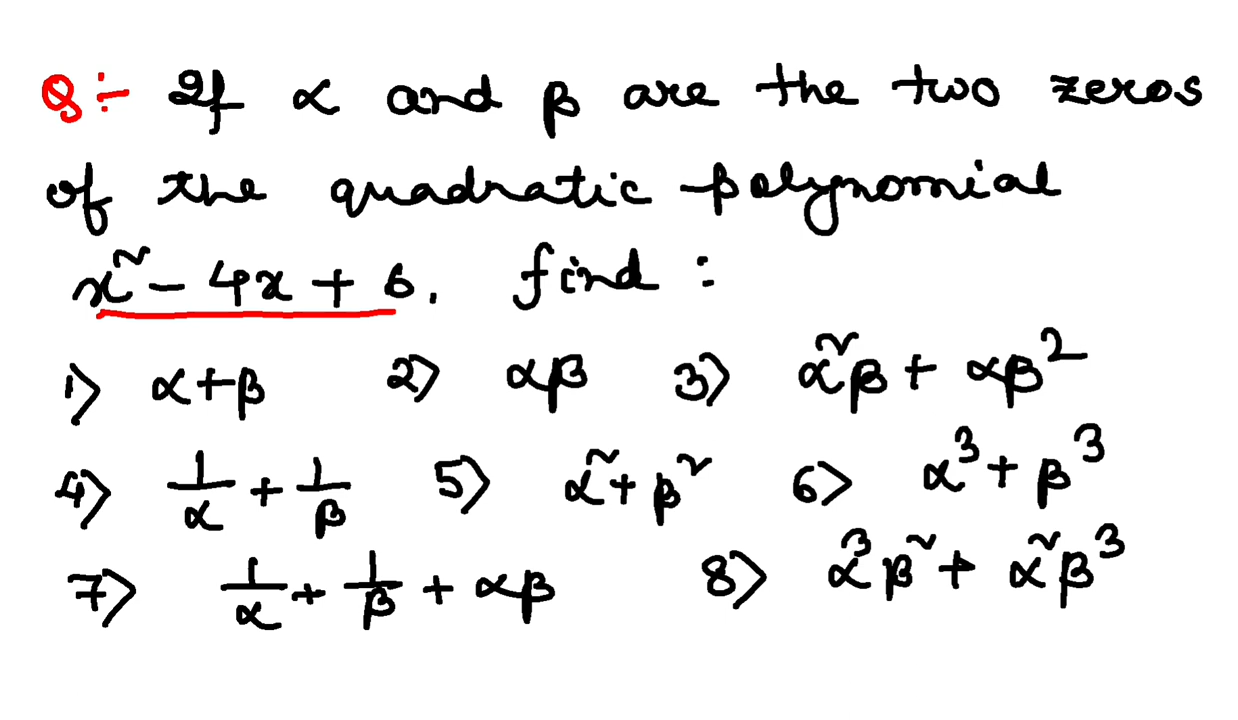 Q:- If α and β are the two zeros
of the quadratic polynomial
x² - 4x + 6. find :
1) α+β 2) αβ 3) α²β + αβ²
4) 1/α + 1/β 5) α²+ β² 6) α³ + β³
7) 1/α + 1/β + αβ 8) α³β² + α²β³